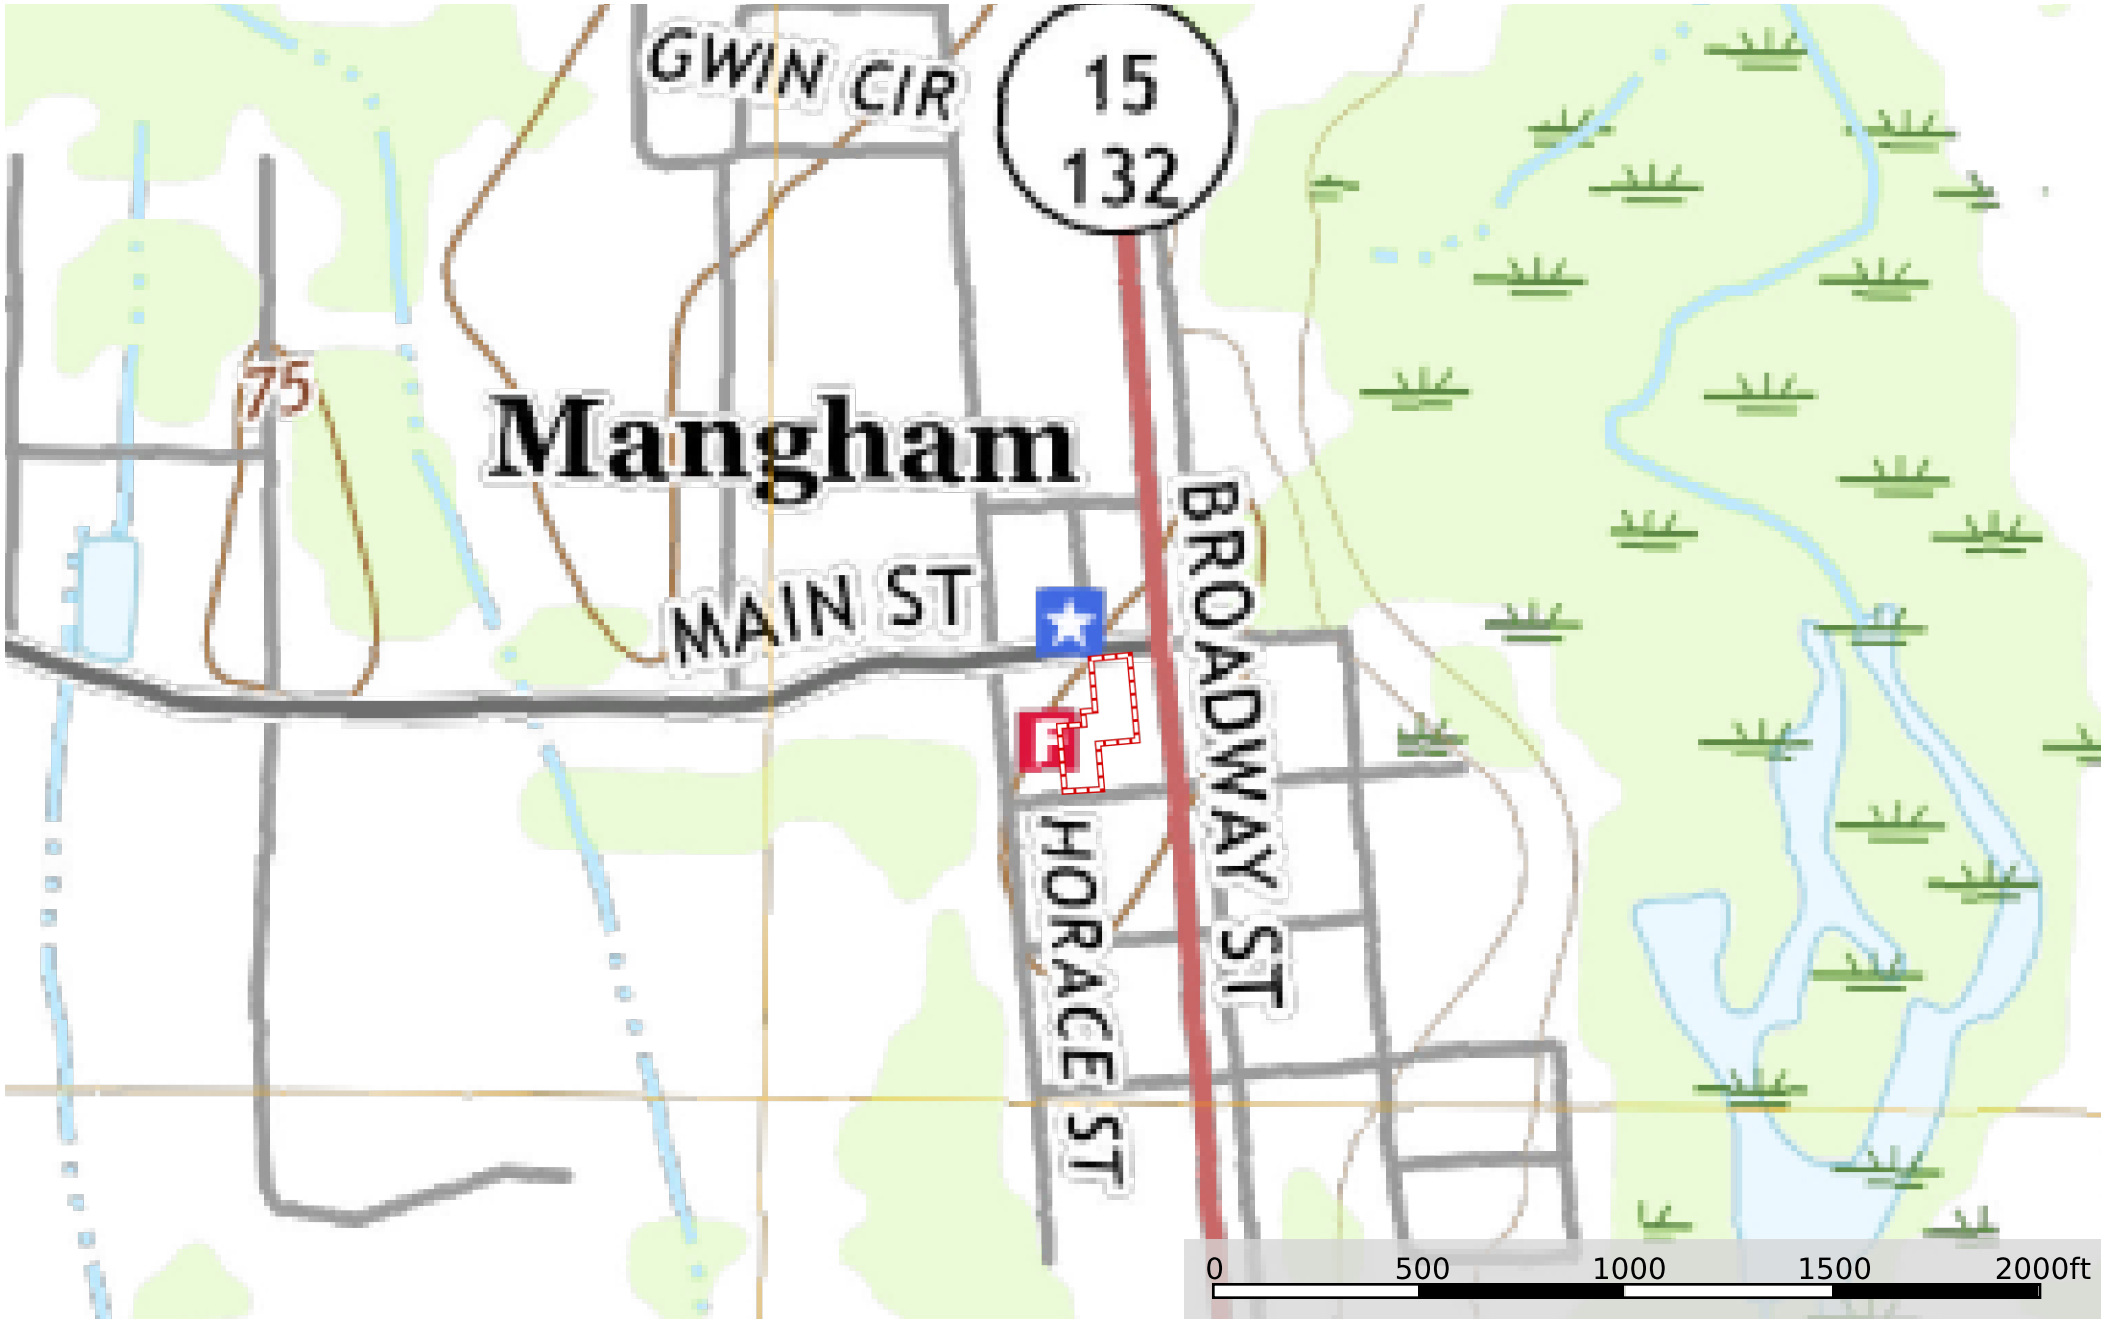 GWIN CIR
15
132
75
Mangham
MAIN ST
BROADWAY ST
F
HORACE ST
0 500 1000 1500 2000ft